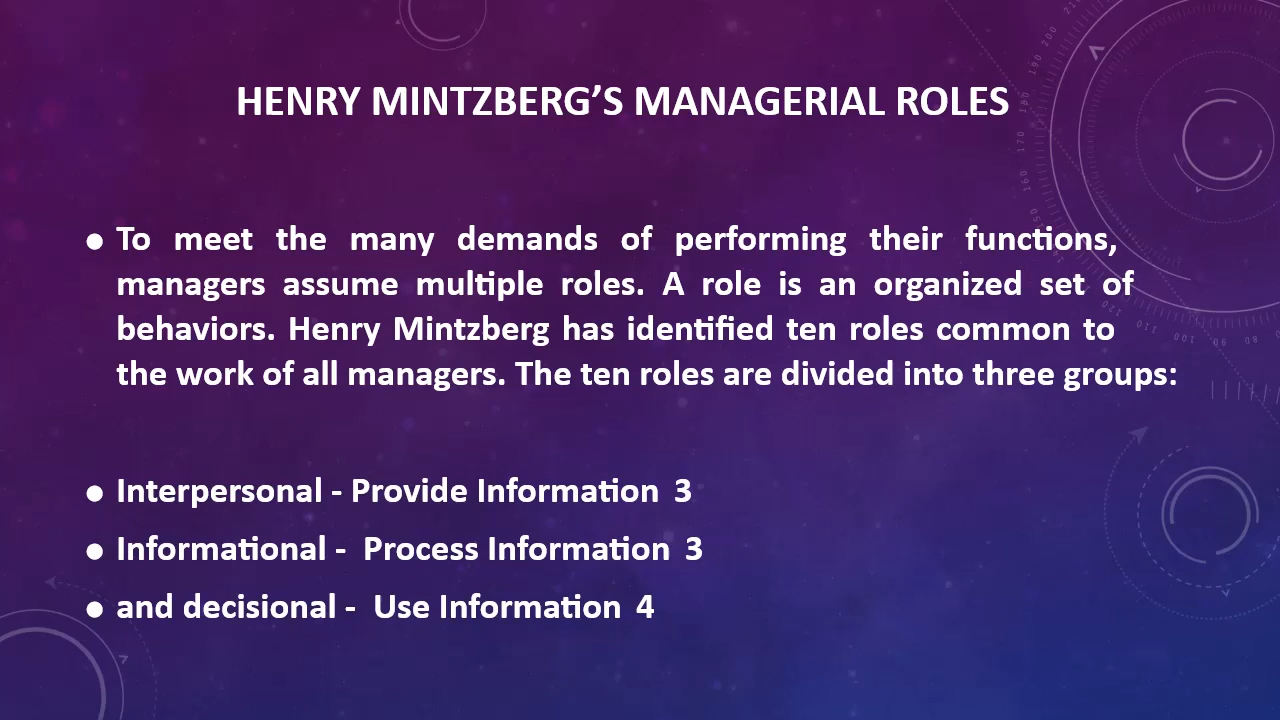 HENRY MINTZBERG’S MANAGERIAL ROLES
● To meet the many demands of performing their functions,
managers assume multiple roles. A role is an organized set of
behaviors. Henry Mintzberg has identified ten roles common to
the work of all managers. The ten roles are divided into three groups:
● Interpersonal - Provide Information 3
● Informational - Process Information 3
● and decisional - Use Information 4